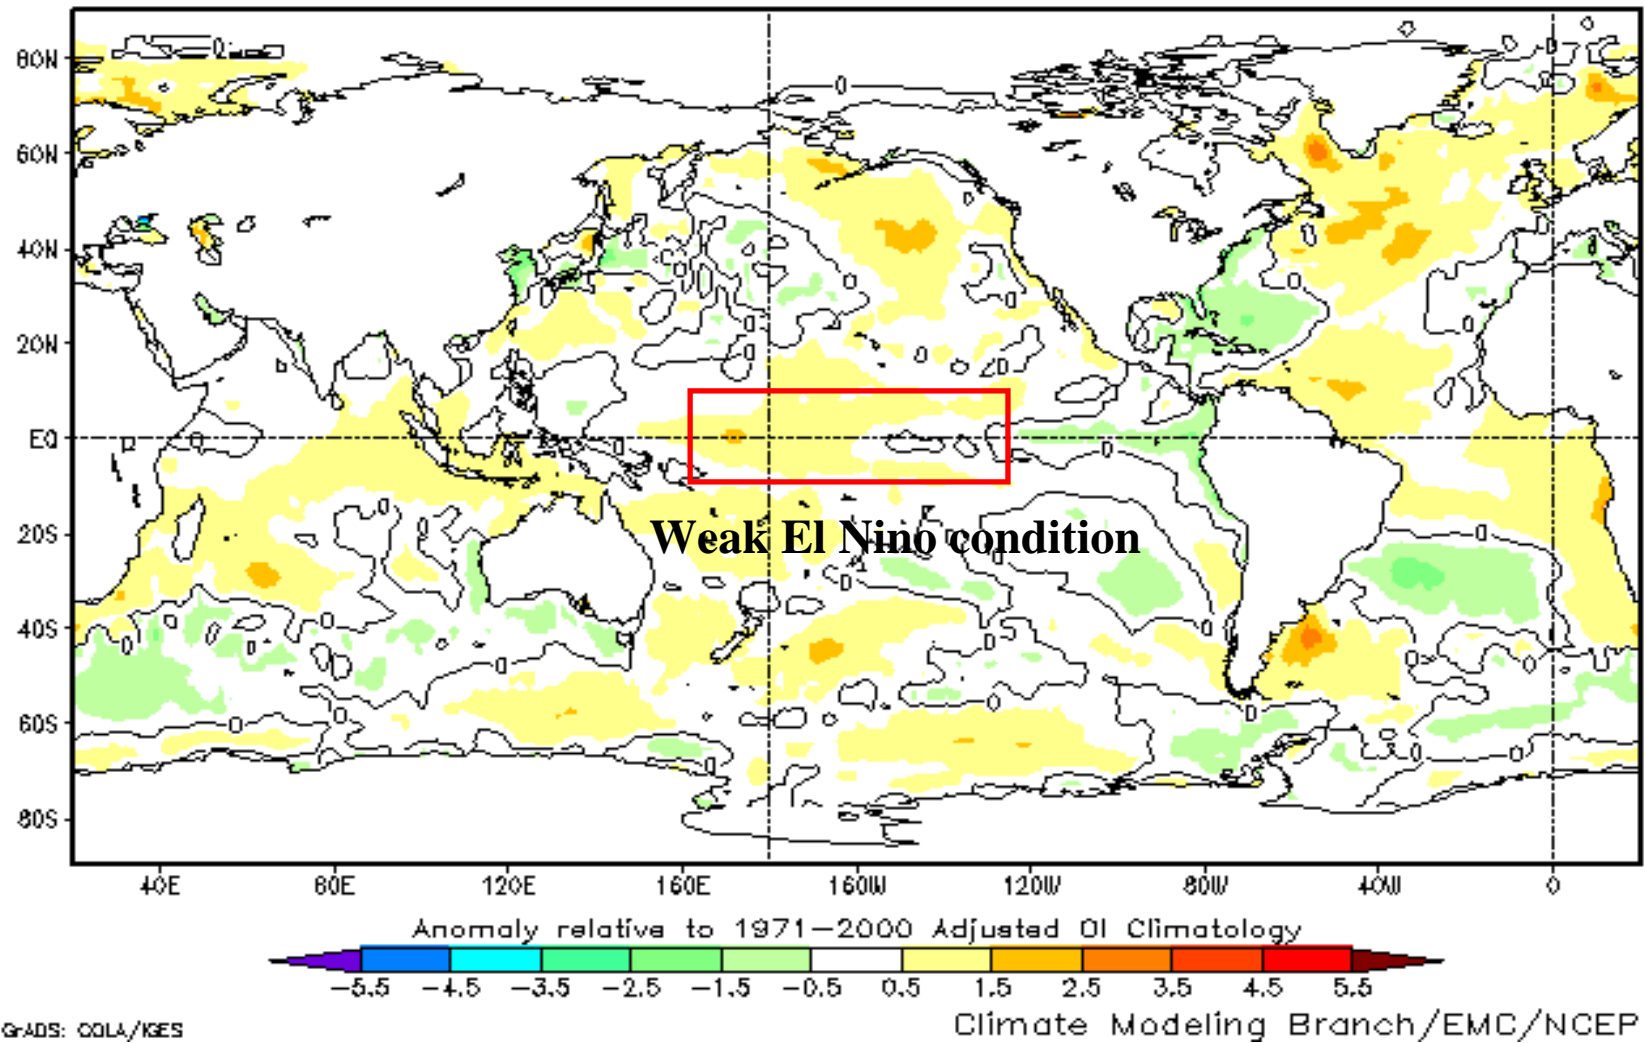 80N
60N
40N
20N
EQ
20S
40S
60S
80S
Weak El Nino condition
40E 80E 120E 160E 160W 120W 80W 40W 0
Anomaly relative to 1971-2000 Adjusted OI Climatology
-5.5 -4.5 -3.5 -2.5 -1.5 -0.5 0.5 1.5 2.5 3.5 4.5 5.5
GrADS: COLA/IGES
Climate Modeling Branch/EMC/NCEP